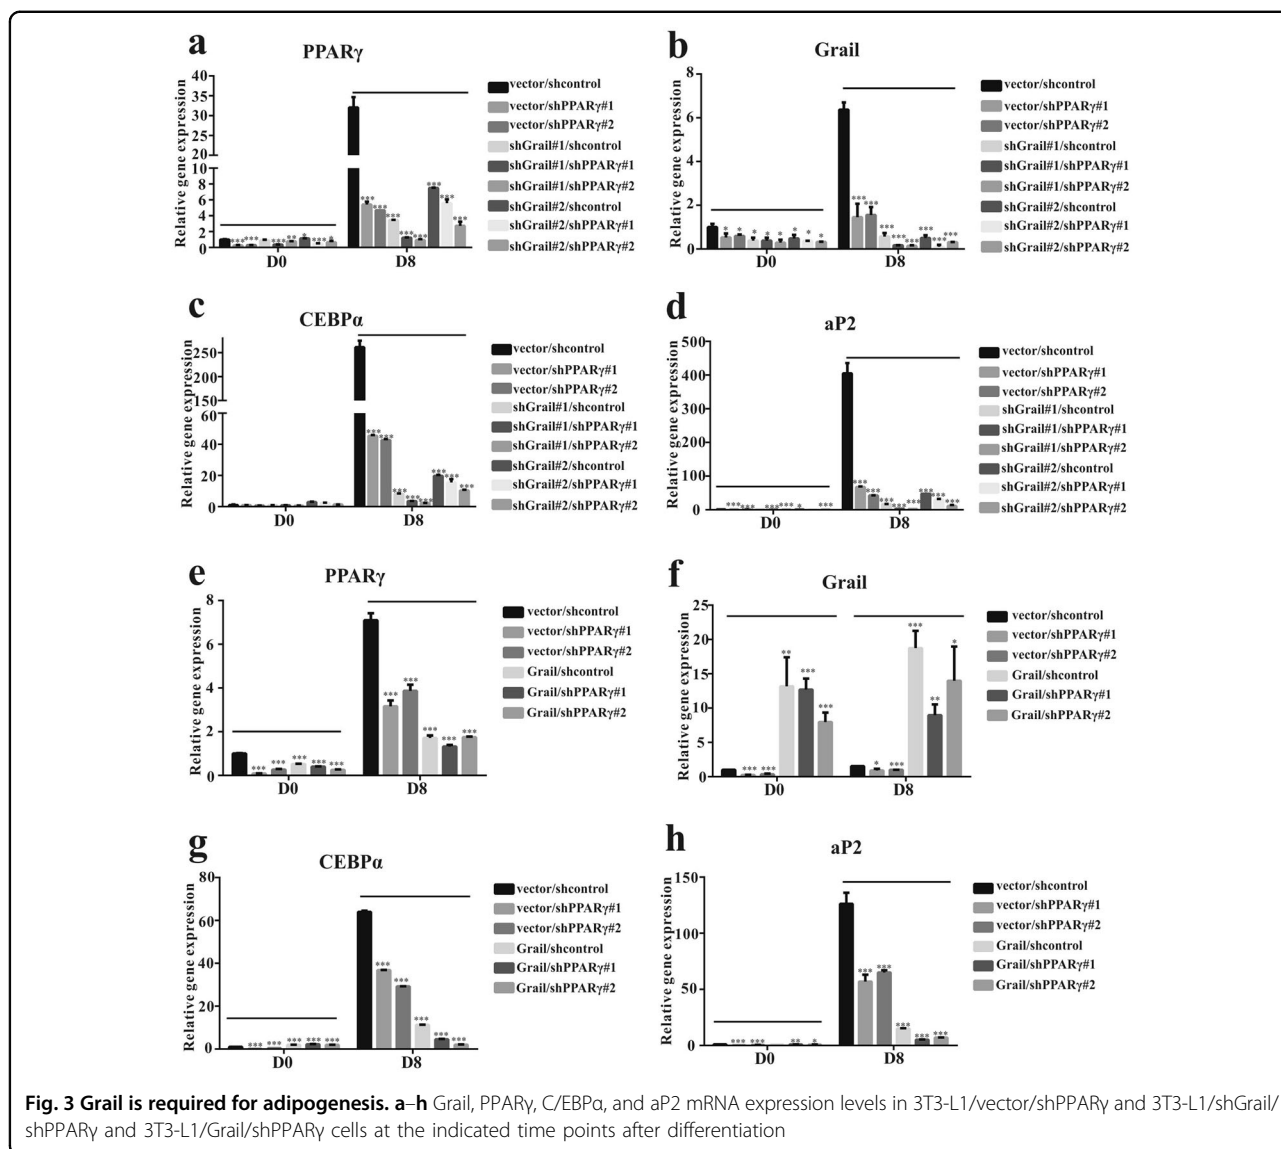 a
PPARγ
Relative gene expression
40
35
30
25
20
10
8
6
4
2
0
D0
D8
*** *** *** ** * *** ***
*** *** *** *** *** *** *** ***
vector/shcontrol
vector/shPPARγ#1
vector/shPPARγ#2
shGrail#1/shcontrol
shGrail#1/shPPARγ#1
shGrail#1/shPPARγ#2
shGrail#2/shcontrol
shGrail#2/shPPARγ#1
shGrail#2/shPPARγ#2
b
Grail
Relative gene expression
8
6
4
2
0
D0
D8
* * * * * * * *
*** *** *** *** *** *** *** ***
vector/shcontrol
vector/shPPARγ#1
vector/shPPARγ#2
shGrail#1/shcontrol
shGrail#1/shPPARγ#1
shGrail#1/shPPARγ#2
shGrail#2/shcontrol
shGrail#2/shPPARγ#1
shGrail#2/shPPARγ#2
c
CEBPα
Relative gene expression
250
200
150
60
40
20
0
D0
D8
*** *** *** *** *** *** *** ***
vector/shcontrol
vector/shPPARγ#1
vector/shPPARγ#2
shGrail#1/shcontrol
shGrail#1/shPPARγ#1
shGrail#1/shPPARγ#2
shGrail#2/shcontrol
shGrail#2/shPPARγ#1
shGrail#2/shPPARγ#2
d
aP2
Relative gene expression
500
400
300
200
100
0
D0
D8
*** *** *** *** * ***
*** *** *** *** *** *** *** ***
vector/shcontrol
vector/shPPARγ#1
vector/shPPARγ#2
shGrail#1/shcontrol
shGrail#1/shPPARγ#1
shGrail#1/shPPARγ#2
shGrail#2/shcontrol
shGrail#2/shPPARγ#1
shGrail#2/shPPARγ#2
e
PPARγ
Relative gene expression
8
6
4
2
0
D0
D8
*** *** *** *** ***
*** *** *** *** ***
vector/shcontrol
vector/shPPARγ#1
vector/shPPARγ#2
Grail/shcontrol
Grail/shPPARγ#1
Grail/shPPARγ#2
f
Grail
Relative gene expression
25
20
15
10
5
0
D0
D8
*** *** ** *** ***
* *** *** ** *
vector/shcontrol
vector/shPPARγ#1
vector/shPPARγ#2
Grail/shcontrol
Grail/shPPARγ#1
Grail/shPPARγ#2
g
CEBPα
Relative gene expression
80
60
40
20
0
D0
D8
*** *** *** *** ***
*** *** *** *** ***
vector/shcontrol
vector/shPPARγ#1
vector/shPPARγ#2
Grail/shcontrol
Grail/shPPARγ#1
Grail/shPPARγ#2
h
aP2
Relative gene expression
150
100
50
0
D0
D8
*** *** ** *
*** *** *** *** ***
vector/shcontrol
vector/shPPARγ#1
vector/shPPARγ#2
Grail/shcontrol
Grail/shPPARγ#1
Grail/shPPARγ#2
Fig. 3 Grail is required for adipogenesis. a–h Grail, PPARγ, C/EBPα, and aP2 mRNA expression levels in 3T3-L1/vector/shPPARγ and 3T3-L1/shGrail/
shPPARγ and 3T3-L1/Grail/shPPARγ cells at the indicated time points after differentiation